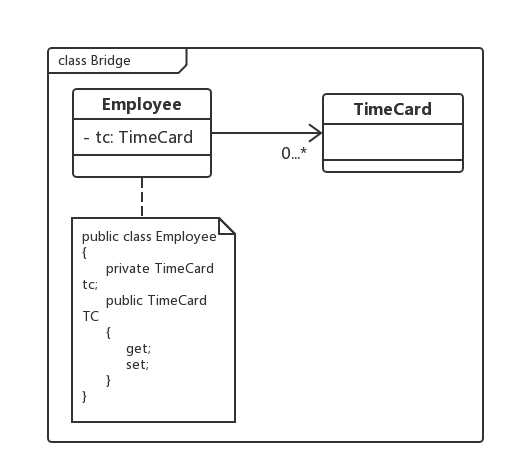 class Bridge
Employee
- tc: TimeCard
TimeCard
0...*
public class Employee
{
private TimeCard
tc;
public TimeCard
TC
{
get;
set;
}
}